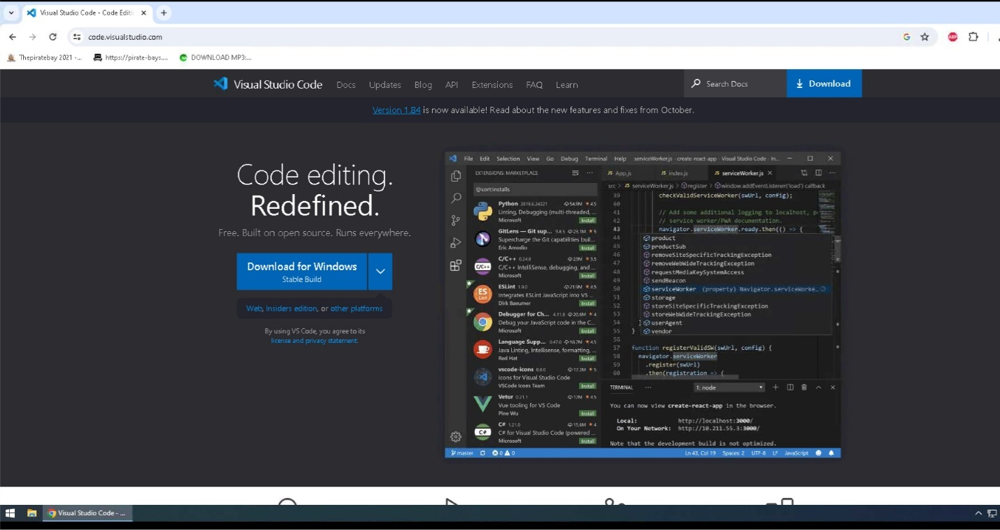 Visual Studio Code - Code Editi
code.visualstudio.com
ABP
Thepiratebay 2021 -... https://pirate-bays.... DOWNLOAD MP3:...
Visual Studio Code Docs Updates Blog API Extensions FAQ Learn Search Docs Download
Version 1.84 is now available! Read about the new features and fixes from October.
Code editing.
Redefined.
Free. Built on open source. Runs everywhere.
Download for Windows
Stable Build
Web, Insiders edition, or other platforms
By using VS Code, you agree to its
license and privacy statement.
File Edit Selection View Go Debug Terminal Help serviceWorker.js - create-react-app - Visual Studio Code - In...
EXTENSIONS: MARKETPLACE
@sort:installs
Python 2019.6.24221 54.9M 4.5
Linting, Debugging (multi-threaded, ...
Microsoft Install
GitLens — Git sup... 9.8.5 23.1M 5
Supercharge the Git capabilities buil...
Eric Amodio Install
C/C++ 0.24.0 23M 3.5
C/C++ IntelliSense, debugging, and ...
Microsoft Install
ESLint 1.9.0 21.9M 4.5
Integrates ESLint JavaScript into VS ...
Dirk Baeumer Install
Debugger for Ch... 4.11.6 20.6M 4
Debug your JavaScript code in the C...
Microsoft Install
Language Supp... 0.47.0 18.7M 4.5
Java Linting, Intellisense, formatting, ...
Red Hat Install
vscode-icons 8.8.0 17.2M 5
Icons for Visual Studio Code
VSCode Icons Team Install
Vetur 0.21.1 17M 4.5
Vue tooling for VS Code
Pine Wu Install
C# 1.21.0 15.6M 4
C# for Visual Studio Code (powered ...
Microsoft Install
JS App.js JS index.js JS serviceWorker.js
src > JS serviceWorker.js > register > window.addEventListener('load') callback
39 checkValidServiceWorker(swUrl, config);
40
41 // Add some additional logging to localhost, p
42 // service worker/PWA documentation.
43 navigator.serviceWorker.ready.then(() => {
44 product
45 productSub
46 removeSiteSpecificTrackingException
47 removeWebWideTrackingException
48 requestMediaKeySystemAccess
49 sendBeacon
50 serviceWorker (property) Navigator.serviceWorke…
51 storage
52 storeSiteSpecificTrackingException
53 storeWebWideTrackingException
54 } userAgent
55 } vendor
56
57 function registerValidSW(swUrl, config) {
58 navigator.serviceWorker
59 .register(swUrl)
60 .then(registration => {
TERMINAL ... 1: node
You can now view create-react-app in the browser.
Local: http://localhost:3000/
On Your Network: http://10.211.55.3:3000/
Note that the development build is not optimized.
master 0 0 Ln 43, Col 19 Spaces: 2 UTF-8 LF JavaScript
Visual Studio Code - ...